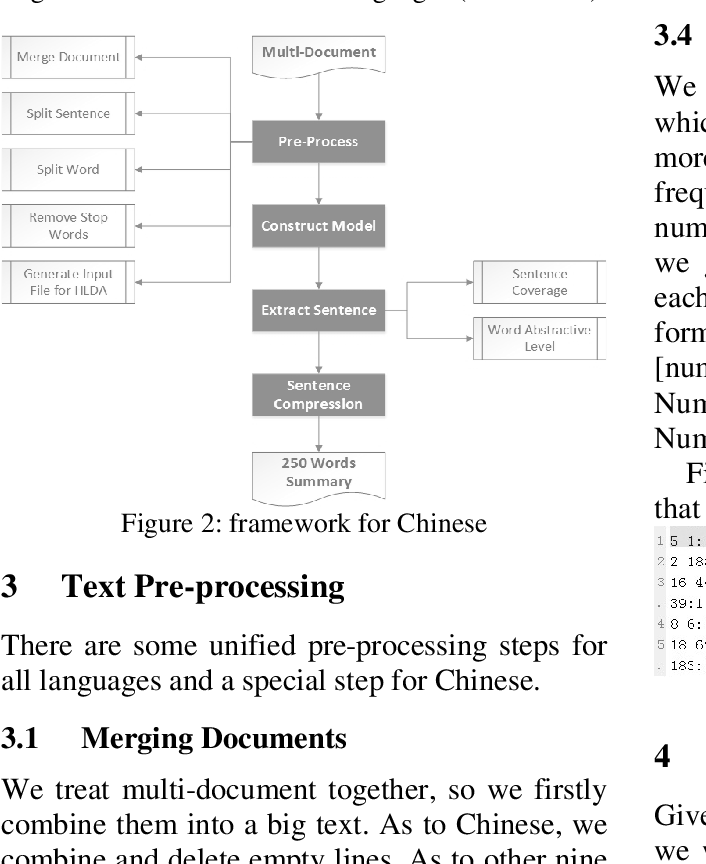 Multi-Document
Merge Document
Split Sentence
Pre-Process
Split Word
Remove Stop
Words
Construct Model
Generate Input
File for HLDA
Extract Sentence
Sentence
Coverage
Word Abstractive
Level
Sentence
Compression
250 Words
Summary
Figure 2: framework for Chinese
3 Text Pre-processing
There are some unified pre-processing steps for
all languages and a special step for Chinese.
3.1 Merging Documents
We treat multi-document together, so we firstly
combine them into a big text. As to Chinese, we
combine and delete empty lines. As to other nine
3.4
We
which
more
freq
num
we
each
form
[num
Num
Num
Fi
that
1 5 1:
2 2 18
3 16 4
. 39:1
4 8 6:
5 18 6
. 183:
4
Give
we w